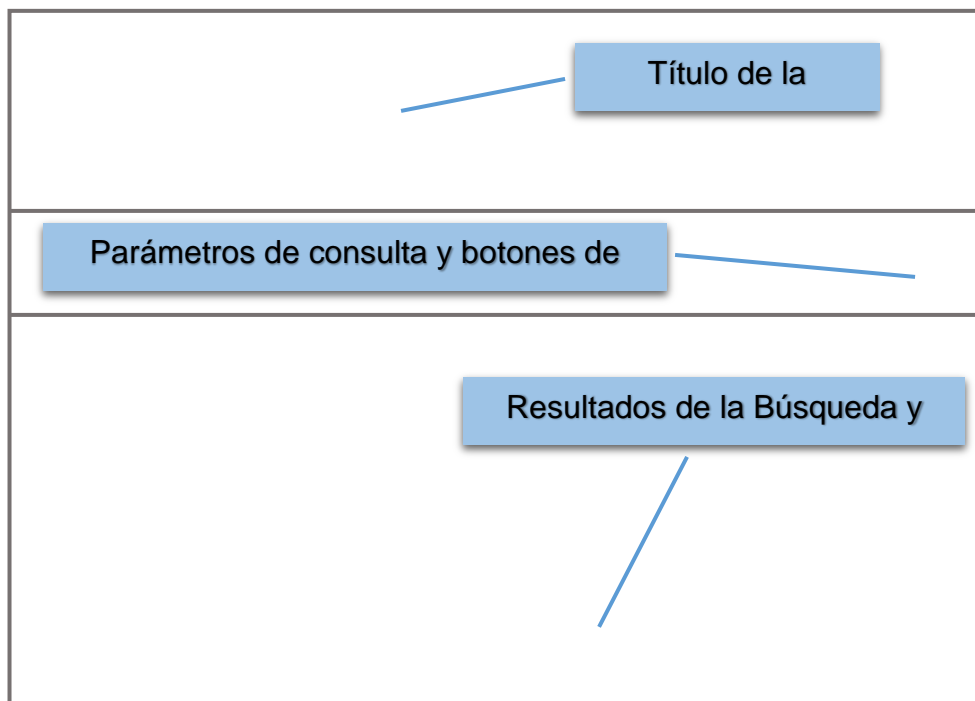 Título de la
Parámetros de consulta y botones de
Resultados de la Búsqueda y